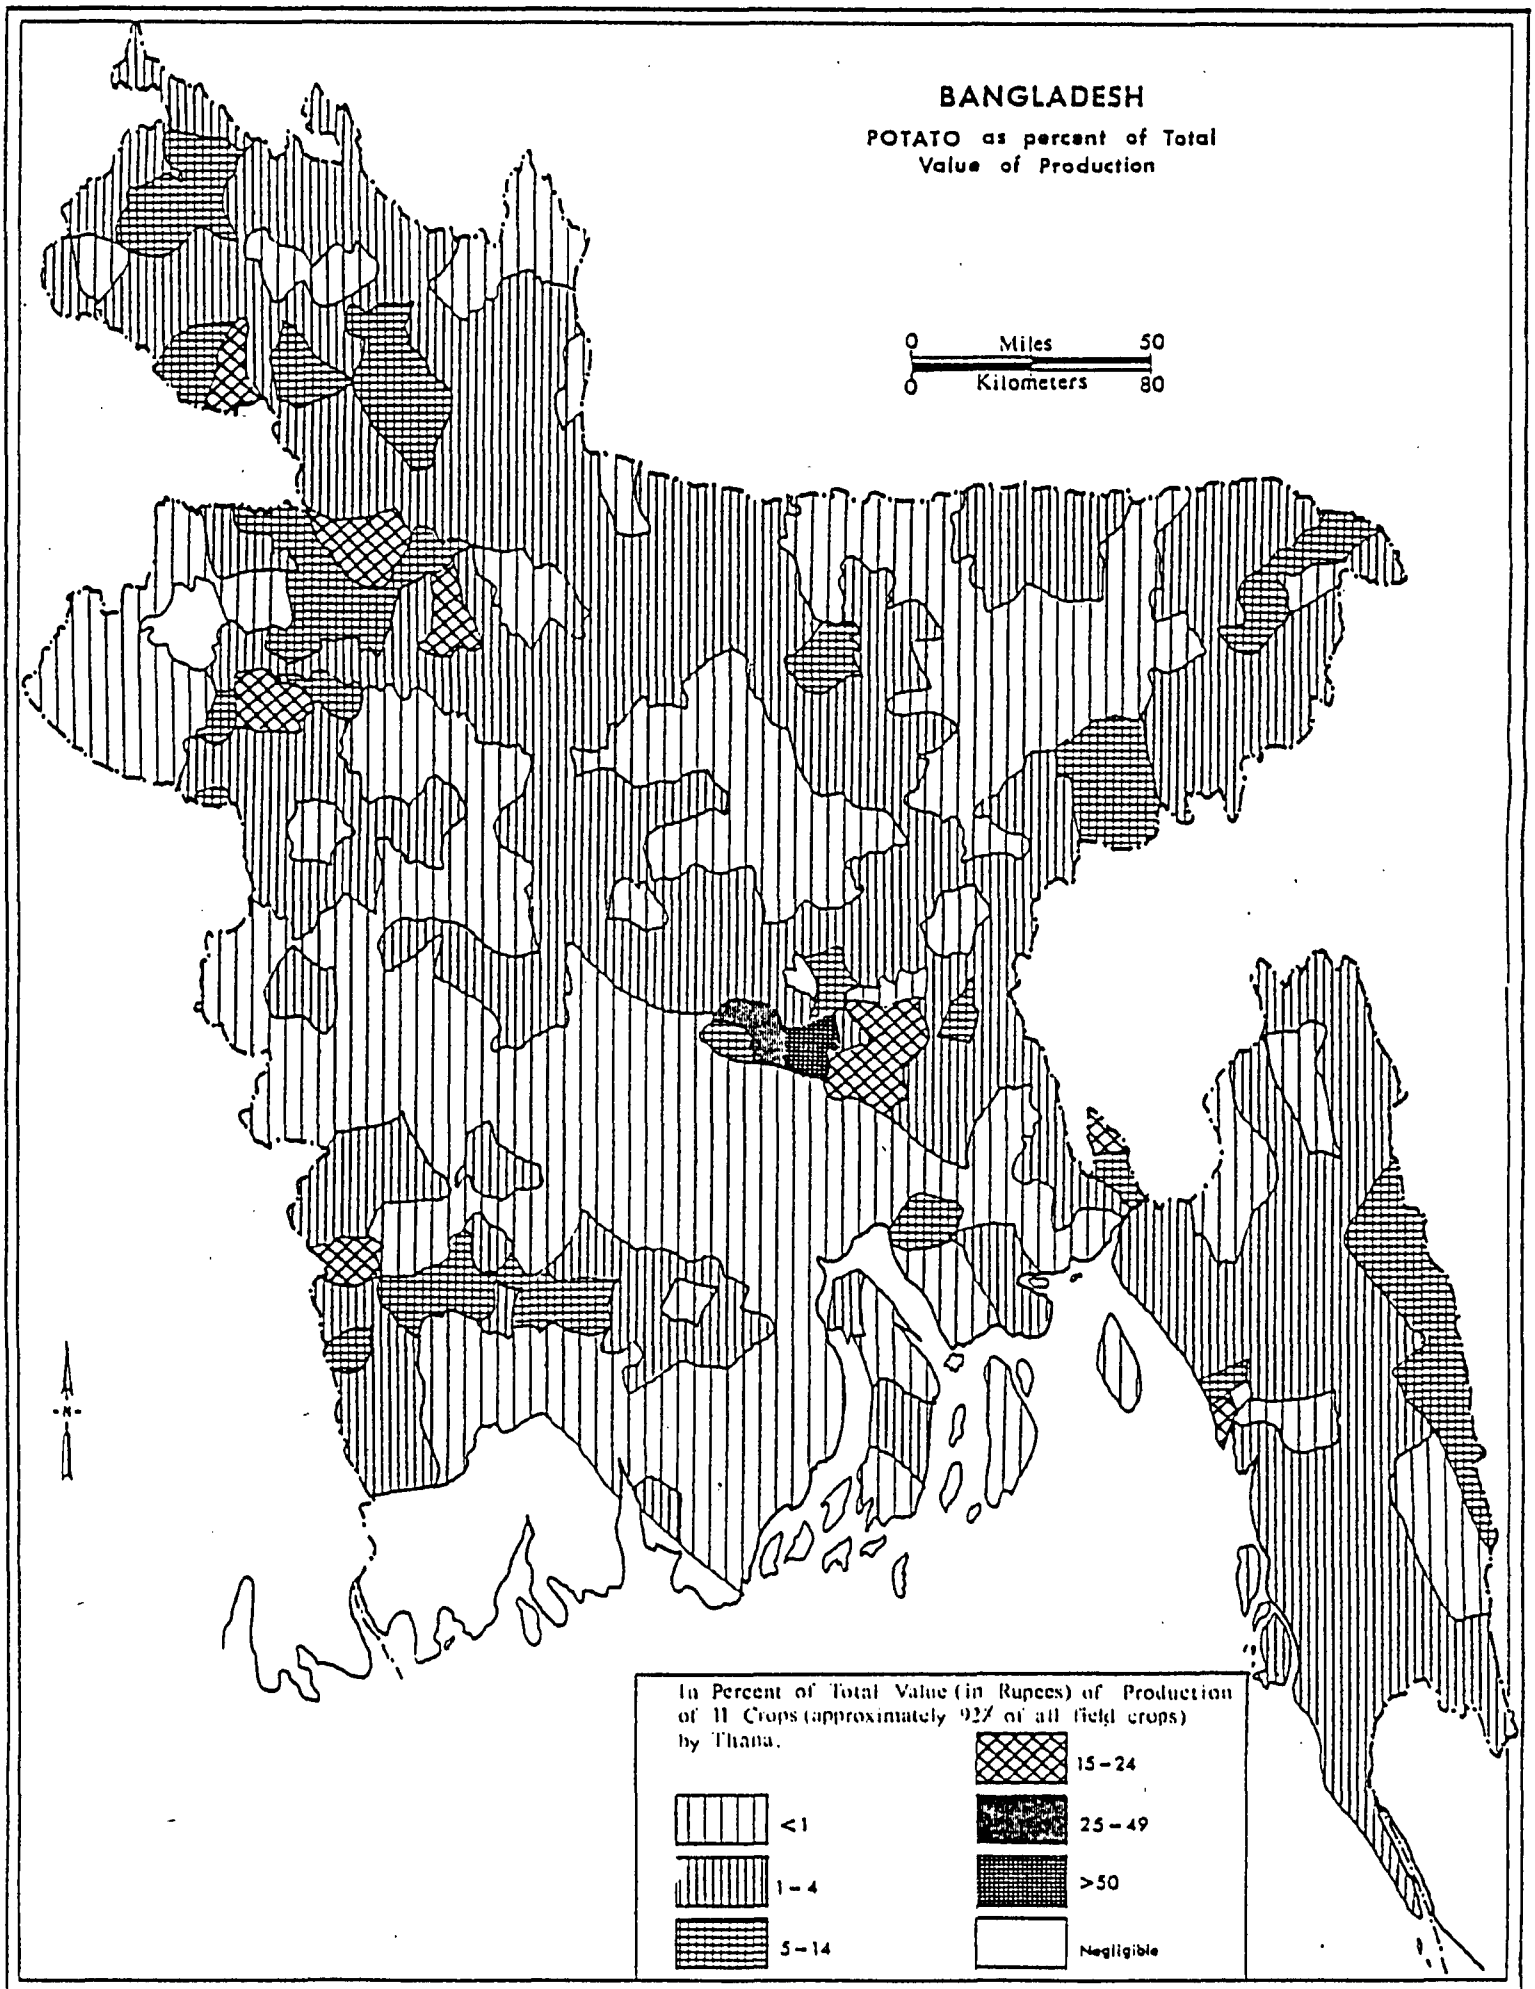 BANGLADESH
POTATO as percent of Total
Value of Production
0 Miles 50
0 Kilometers 80
-N-
In Percent of Total Value (in Rupees) of Production
of 11 Crops (approximately 92% of all field crops)
by Thana.
<1
1-4
5-14
15-24
25-49
>50
Negligible